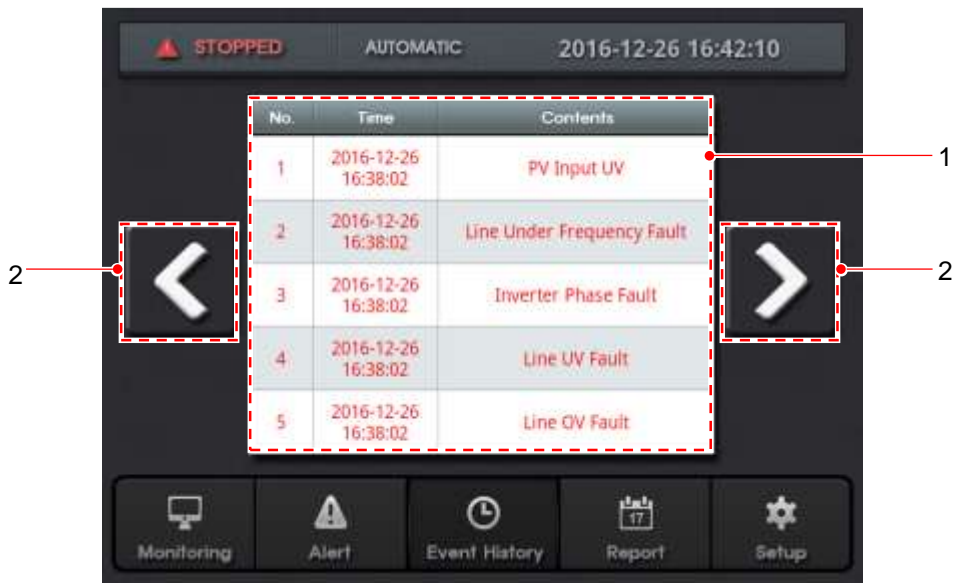 STOPPED AUTOMATIC 2016-12-26 16:42:10
No. Time Contents
1 2016-12-26 16:38:02 PV Input UV
2 2016-12-26 16:38:02 Line Under Frequency Fault
3 2016-12-26 16:38:02 Inverter Phase Fault
4 2016-12-26 16:38:02 Line UV Fault
5 2016-12-26 16:38:02 Line OV Fault
1
2
2
17
Monitoring Alert Event History Report Setup